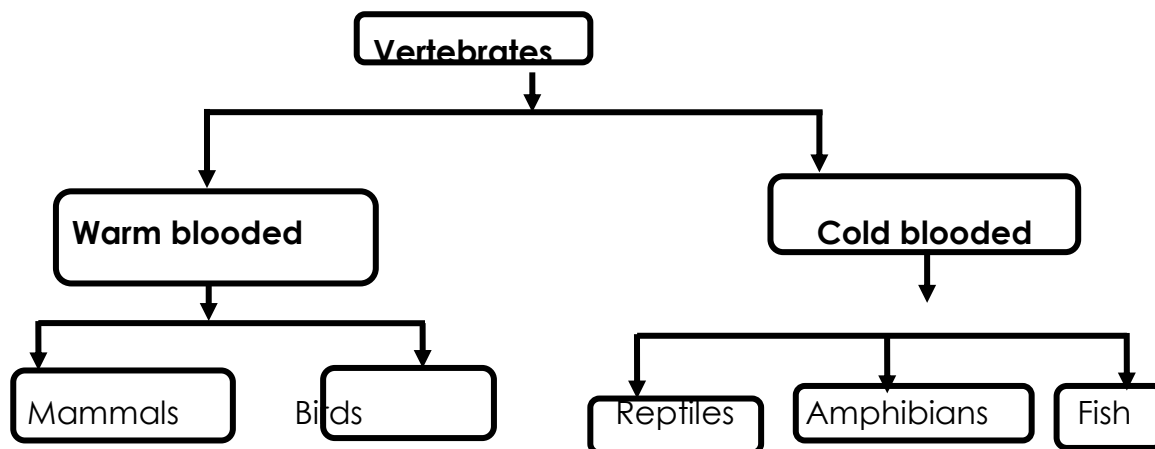 Vertebrates
Warm blooded
Cold blooded
Mammals
Birds
Reptiles
Amphibians
Fish